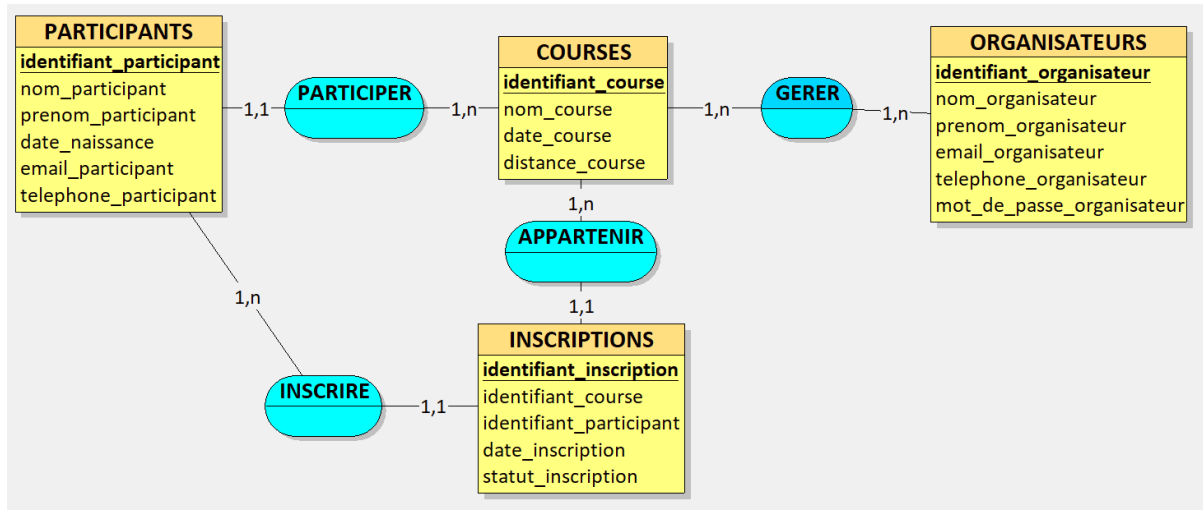 PARTICIPANTS
identifiant_participant
nom_participant
prenom_participant
date_naissance
email_participant
telephone_participant
1,1
PARTICIPER
1,n
COURSES
identifiant_course
nom_course
date_course
distance_course
1,n
GERER
1,n
ORGANISATEURS
identifiant_organisateur
nom_organisateur
prenom_organisateur
email_organisateur
telephone_organisateur
mot_de_passe_organisateur
1,n
APPARTENIR
1,1
1,n
INSCRIRE
1,1
INSCRIPTIONS
identifiant_inscription
identifiant_course
identifiant_participant
date_inscription
statut_inscription